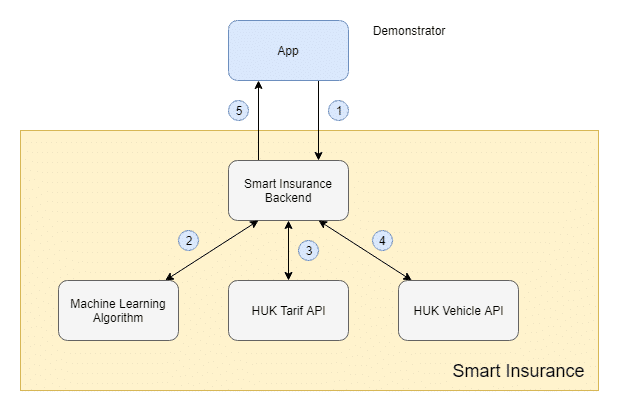 App
Demonstrator
5
1
Smart Insurance
Backend
2
3
4
Machine Learning
Algorithm
HUK Tarif API
HUK Vehicle API
Smart Insurance